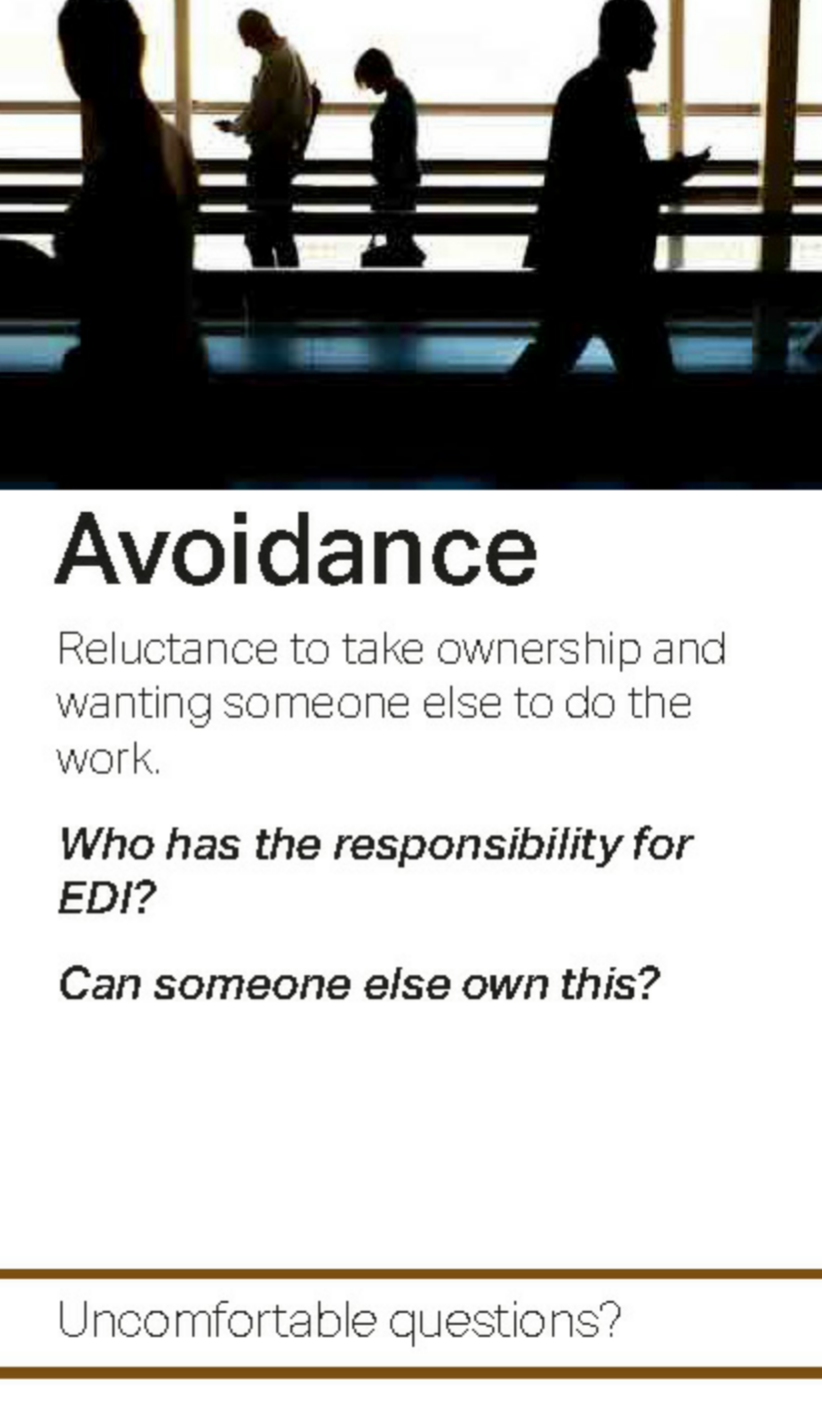 Avoidance
Reluctance to take ownership and
wanting someone else to do the
work.
Who has the responsibility for
EDI?
Can someone else own this?
Uncomfortable questions?